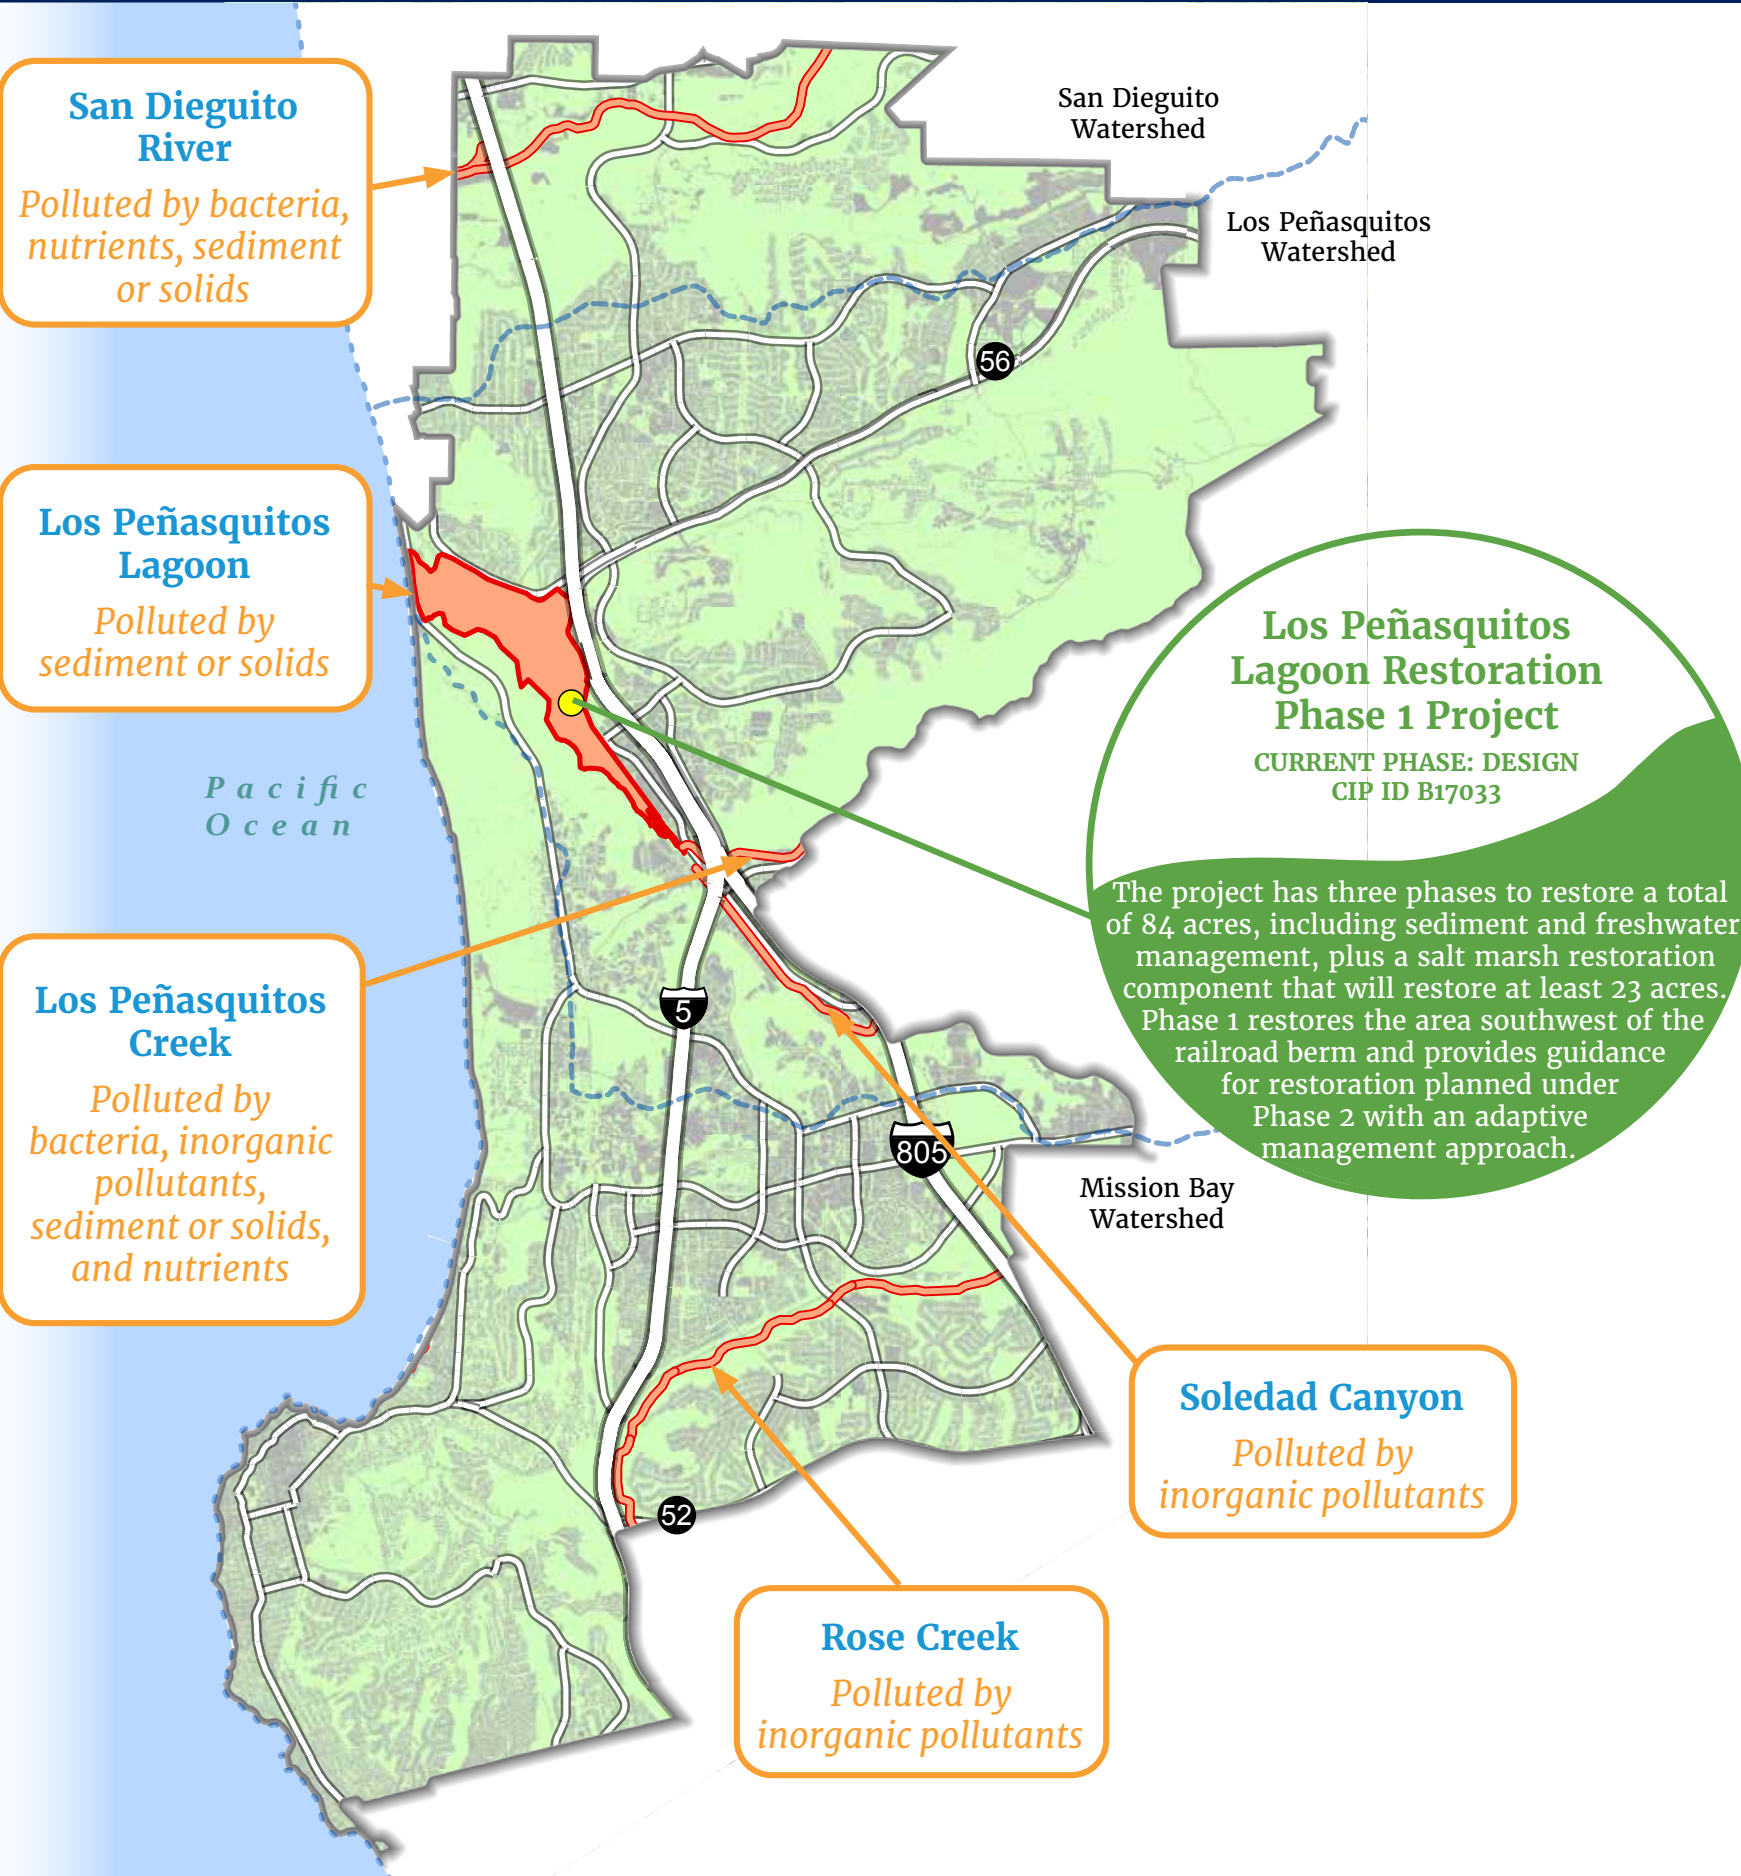 San Dieguito
River
Polluted by bacteria,
nutrients, sediment
or solids
San Dieguito
Watershed
Los Peñasquitos
Watershed
56
Los Peñasquitos
Lagoon
Polluted by
sediment or solids
Los Peñasquitos
Lagoon Restoration
Phase 1 Project
CURRENT PHASE: DESIGN
CIP ID B17033
The project has three phases to restore a total
of 84 acres, including sediment and freshwater
management, plus a salt marsh restoration
component that will restore at least 23 acres.
Phase 1 restores the area southwest of the
railroad berm and provides guidance
for restoration planned under
Phase 2 with an adaptive
management approach.
Pacific
Ocean
Los Peñasquitos
Creek
Polluted by
bacteria, inorganic
pollutants,
sediment or solids,
and nutrients
5
805
Mission Bay
Watershed
Soledad Canyon
Polluted by
inorganic pollutants
52
Rose Creek
Polluted by
inorganic pollutants